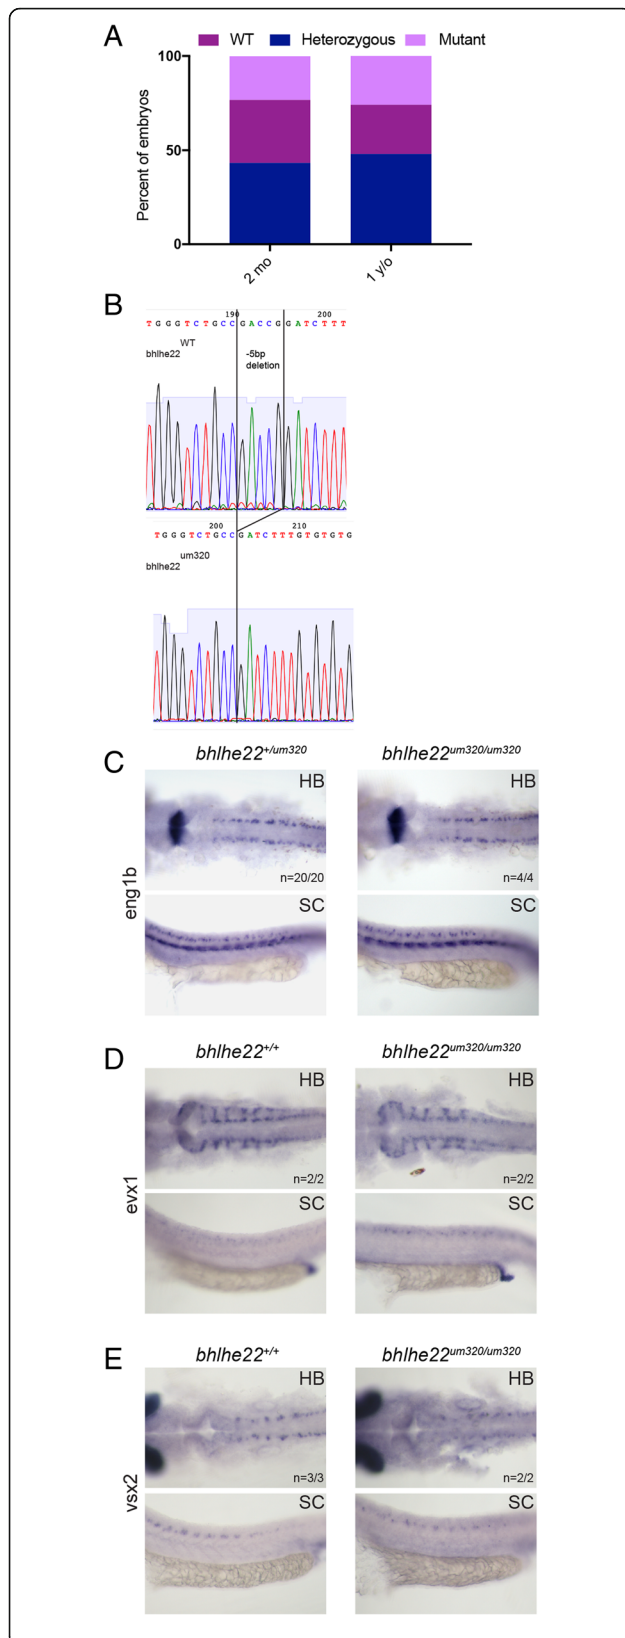 A
WT Heterozygous Mutant
Percent of embryos
100
50
0
2 mo
1 y/o
B
190 200
TGGGTCTGCCGACCGGATCTTT
bhlhe22 WT
-5bp
deletion
200 210
TGGGTCTGCCGATCTTTGTGTGTG
bhlhe22 um320
C
bhlhe22+/um320 bhlhe22um320/um320
eng1b
HB HB
n=20/20 n=4/4
SC SC
D
bhlhe22+/+ bhlhe22um320/um320
evx1
HB HB
n=2/2 n=2/2
SC SC
E
bhlhe22+/+ bhlhe22um320/um320
vsx2
HB HB
n=3/3 n=2/2
SC SC